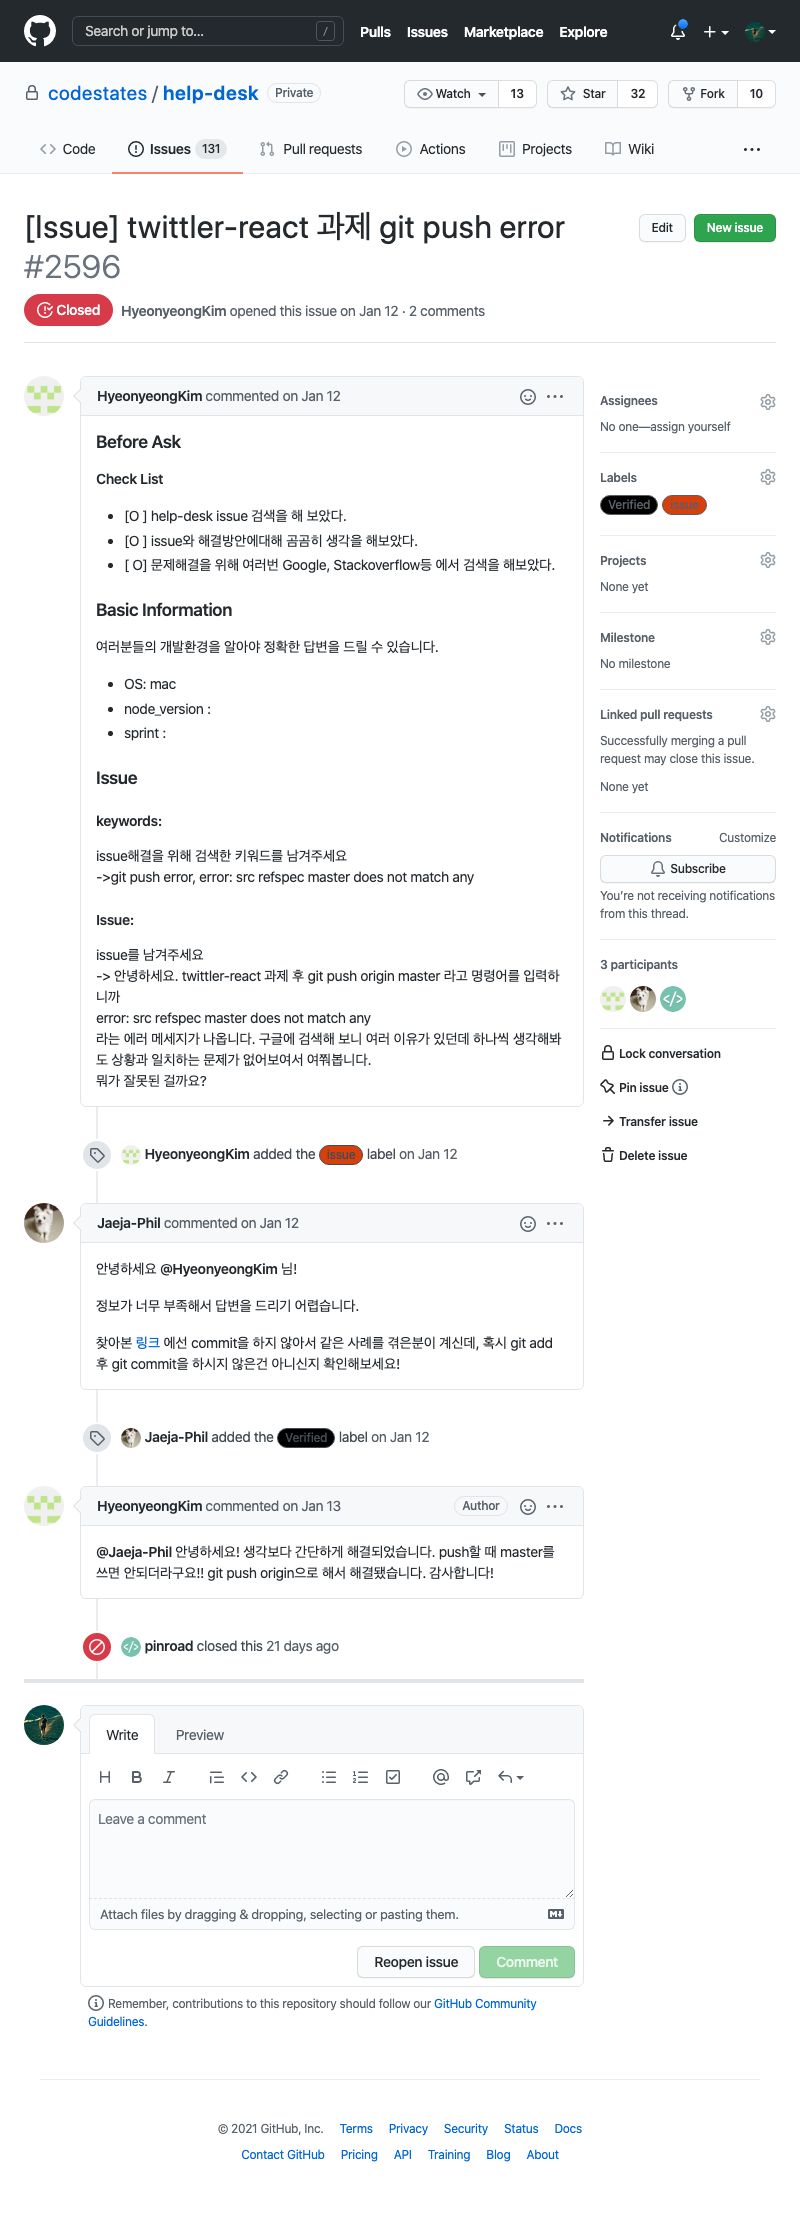 Search or jump to...
/
Pulls
Issues
Marketplace
Explore
codestates / help-desk
Private
Watch
13
Star
32
Fork
10
Code
Issues 131
Pull requests
Actions
Projects
Wiki
[Issue] twittler-react 과제 git push error
#2596
Edit
New issue
Closed
HyeonyeongKim opened this issue on Jan 12 · 2 comments
HyeonyeongKim commented on Jan 12
Before Ask
Check List
[O ] help-desk issue 검색을 해 보았다.
[O ] issue와 해결방안에대해 곰곰히 생각을 해보았다.
[ O] 문제해결을 위해 여러번 Google, Stackoverflow등 에서 검색을 해보았다.
Basic Information
여러분들의 개발환경을 알아야 정확한 답변을 드릴 수 있습니다.
OS: mac
node_version :
sprint :
Issue
keywords:
issue해결을 위해 검색한 키워드를 남겨주세요
->git push error, error: src refspec master does not match any
Issue:
issue를 남겨주세요
-> 안녕하세요. twittler-react 과제 후 git push origin master 라고 명령어를 입력하
니까
error: src refspec master does not match any
라는 에러 메세지가 나옵니다. 구글에 검색해 보니 여러 이유가 있던데 하나씩 생각해봐
도 상황과 일치하는 문제가 없어보여서 여쭤봅니다.
뭐가 잘못된 걸까요?
HyeonyeongKim added the issue label on Jan 12
Jaeja-Phil commented on Jan 12
안녕하세요 @HyeonyeongKim 님!
정보가 너무 부족해서 답변을 드리기 어렵습니다.
찾아본 링크 에선 commit을 하지 않아서 같은 사례를 겪은분이 계신데, 혹시 git add
후 git commit을 하시지 않은건 아니신지 확인해보세요!
Jaeja-Phil added the Verified label on Jan 12
HyeonyeongKim commented on Jan 13
Author
@Jaeja-Phil 안녕하세요! 생각보다 간단하게 해결되었습니다. push할 때 master를
쓰면 안되더라구요!! git push origin으로 해서 해결됐습니다. 감사합니다!
pinroad closed this 21 days ago
Write
Preview
Leave a comment
Attach files by dragging & dropping, selecting or pasting them.
Reopen issue
Comment
Remember, contributions to this repository should follow our GitHub Community
Guidelines.
Assignees
No one—assign yourself
Labels
Verified
issue
Projects
None yet
Milestone
No milestone
Linked pull requests
Successfully merging a pull
request may close this issue.
None yet
Notifications
Customize
Subscribe
You're not receiving notifications
from this thread.
3 participants
Lock conversation
Pin issue
Transfer issue
Delete issue
© 2021 GitHub, Inc.
Terms
Privacy
Security
Status
Docs
Contact GitHub
Pricing
API
Training
Blog
About